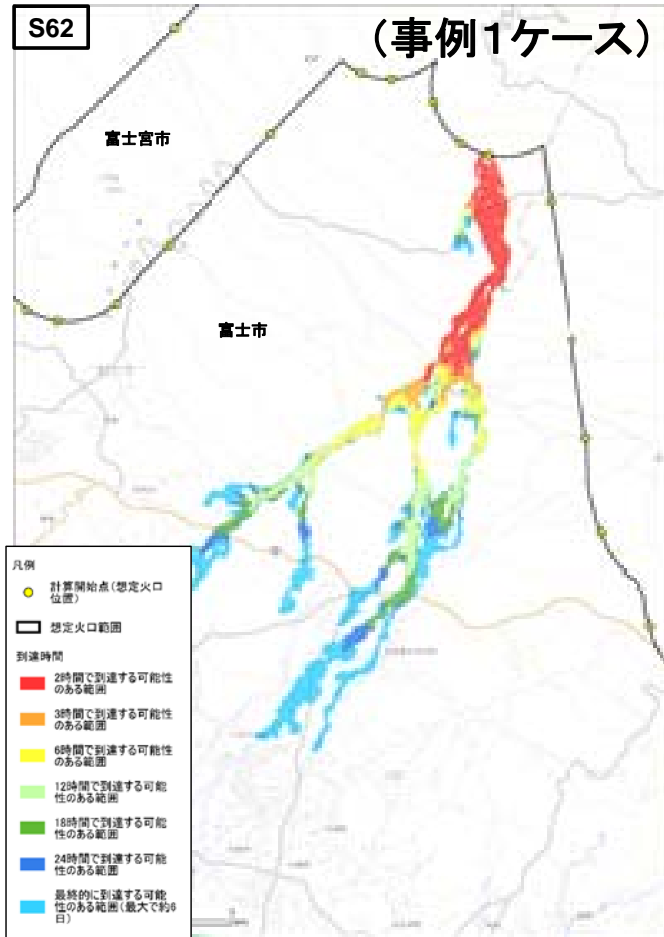 S62
(事例1ケース)
富士宮市
富士市
凡例
計算開始点(想定火口
位置)
想定火口範囲
到達時間
2時間で到達する可能性
のある範囲
3時間で到達する可能性
のある範囲
6時間で到達する可能性
のある範囲
12時間で到達する可能
性のある範囲
18時間で到達する可能
性のある範囲
24時間で到達する可能
性のある範囲
最終的に到達する可能
性のある範囲(最大で約6
日)